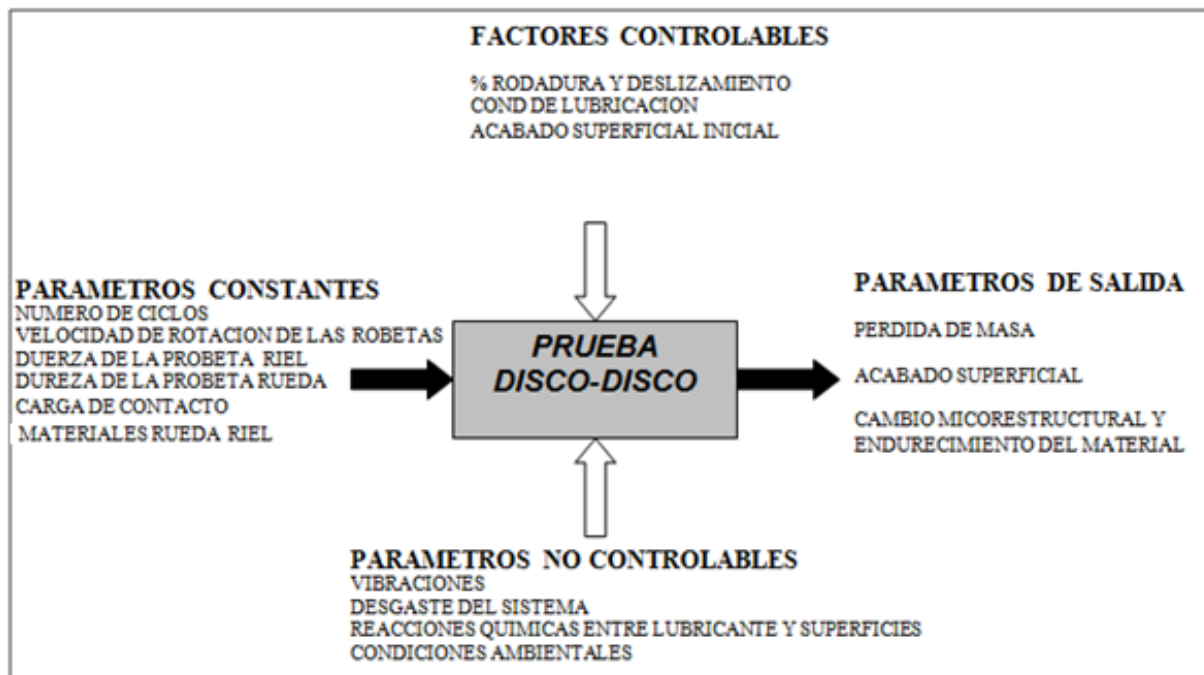 FACTORES CONTROLABLES
% RODADURA Y DESLIZAMIENTO
COND DE LUBRICACION
ACABADO SUPERFICIAL INICIAL
PARAMETROS CONSTANTES
NUMERO DE CICLOS
VELOCIDAD DE ROTACION DE LAS ROBETAS
DUERZA DE LA PROBETA RIEL
DUREZA DE LA PROBETA RUEDA
CARGA DE CONTACTO
MATERIALES RUEDA RIEL
PRUEBA
DISCO-DISCO
PARAMETROS DE SALIDA
PERDIDA DE MASA
ACABADO SUPERFICIAL
CAMBIO MICORESTRUCTURAL Y
ENDURECIMIENTO DEL MATERIAL
PARAMETROS NO CONTROLABLES
VIBRACIONES
DESGASTE DEL SISTEMA
REACCIONES QUIMICAS ENTRE LUBRICANTE Y SUPERFICIES
CONDICIONES AMBIENTALES